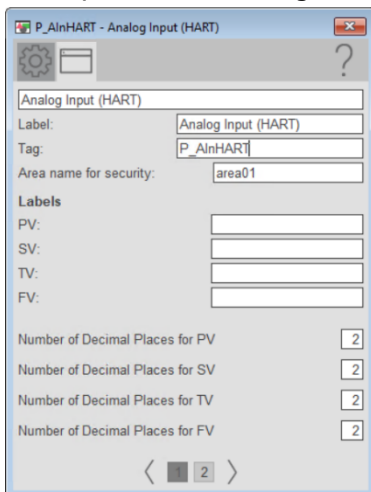 P_AInHART - Analog Input (HART)
?
Analog Input (HART)
Label: Analog Input (HART)
Tag: P_AInHART
Area name for security: area01
Labels
PV:
SV:
TV:
FV:
Number of Decimal Places for PV 2
Number of Decimal Places for SV 2
Number of Decimal Places for TV 2
Number of Decimal Places for FV 2
1 2